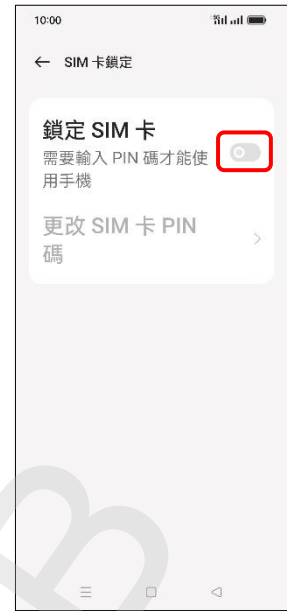 10:00
← SIM 卡鎖定
鎖定 SIM 卡
需要輸入 PIN 碼才能使
用手機
更改 SIM 卡 PIN
碼